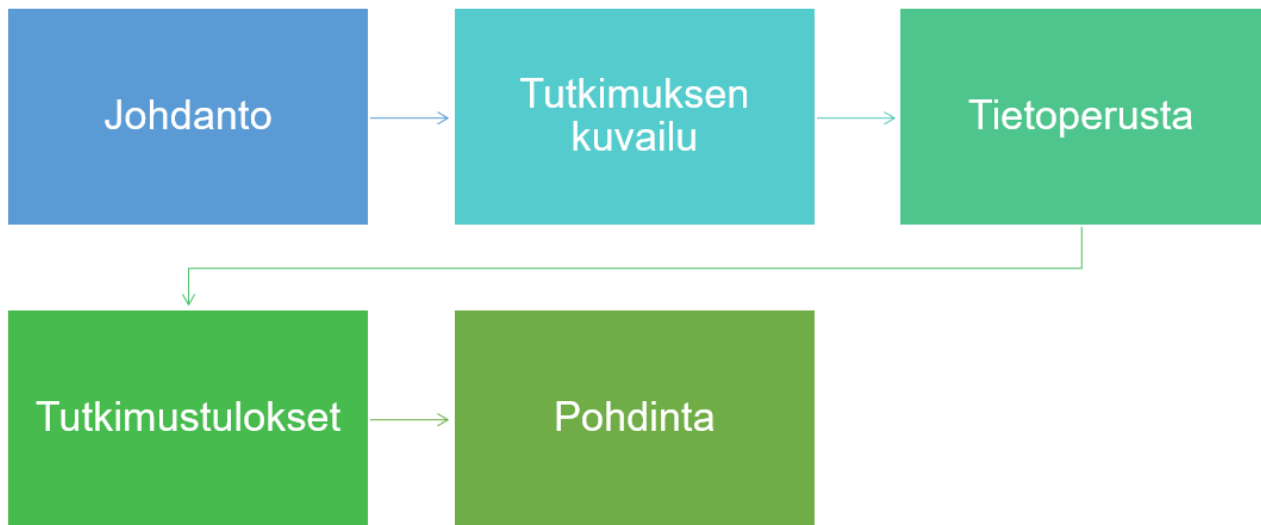 Johdanto
Tutkimuksen
kuvailu
Tietoperusta
Tutkimustulokset
Pohdinta